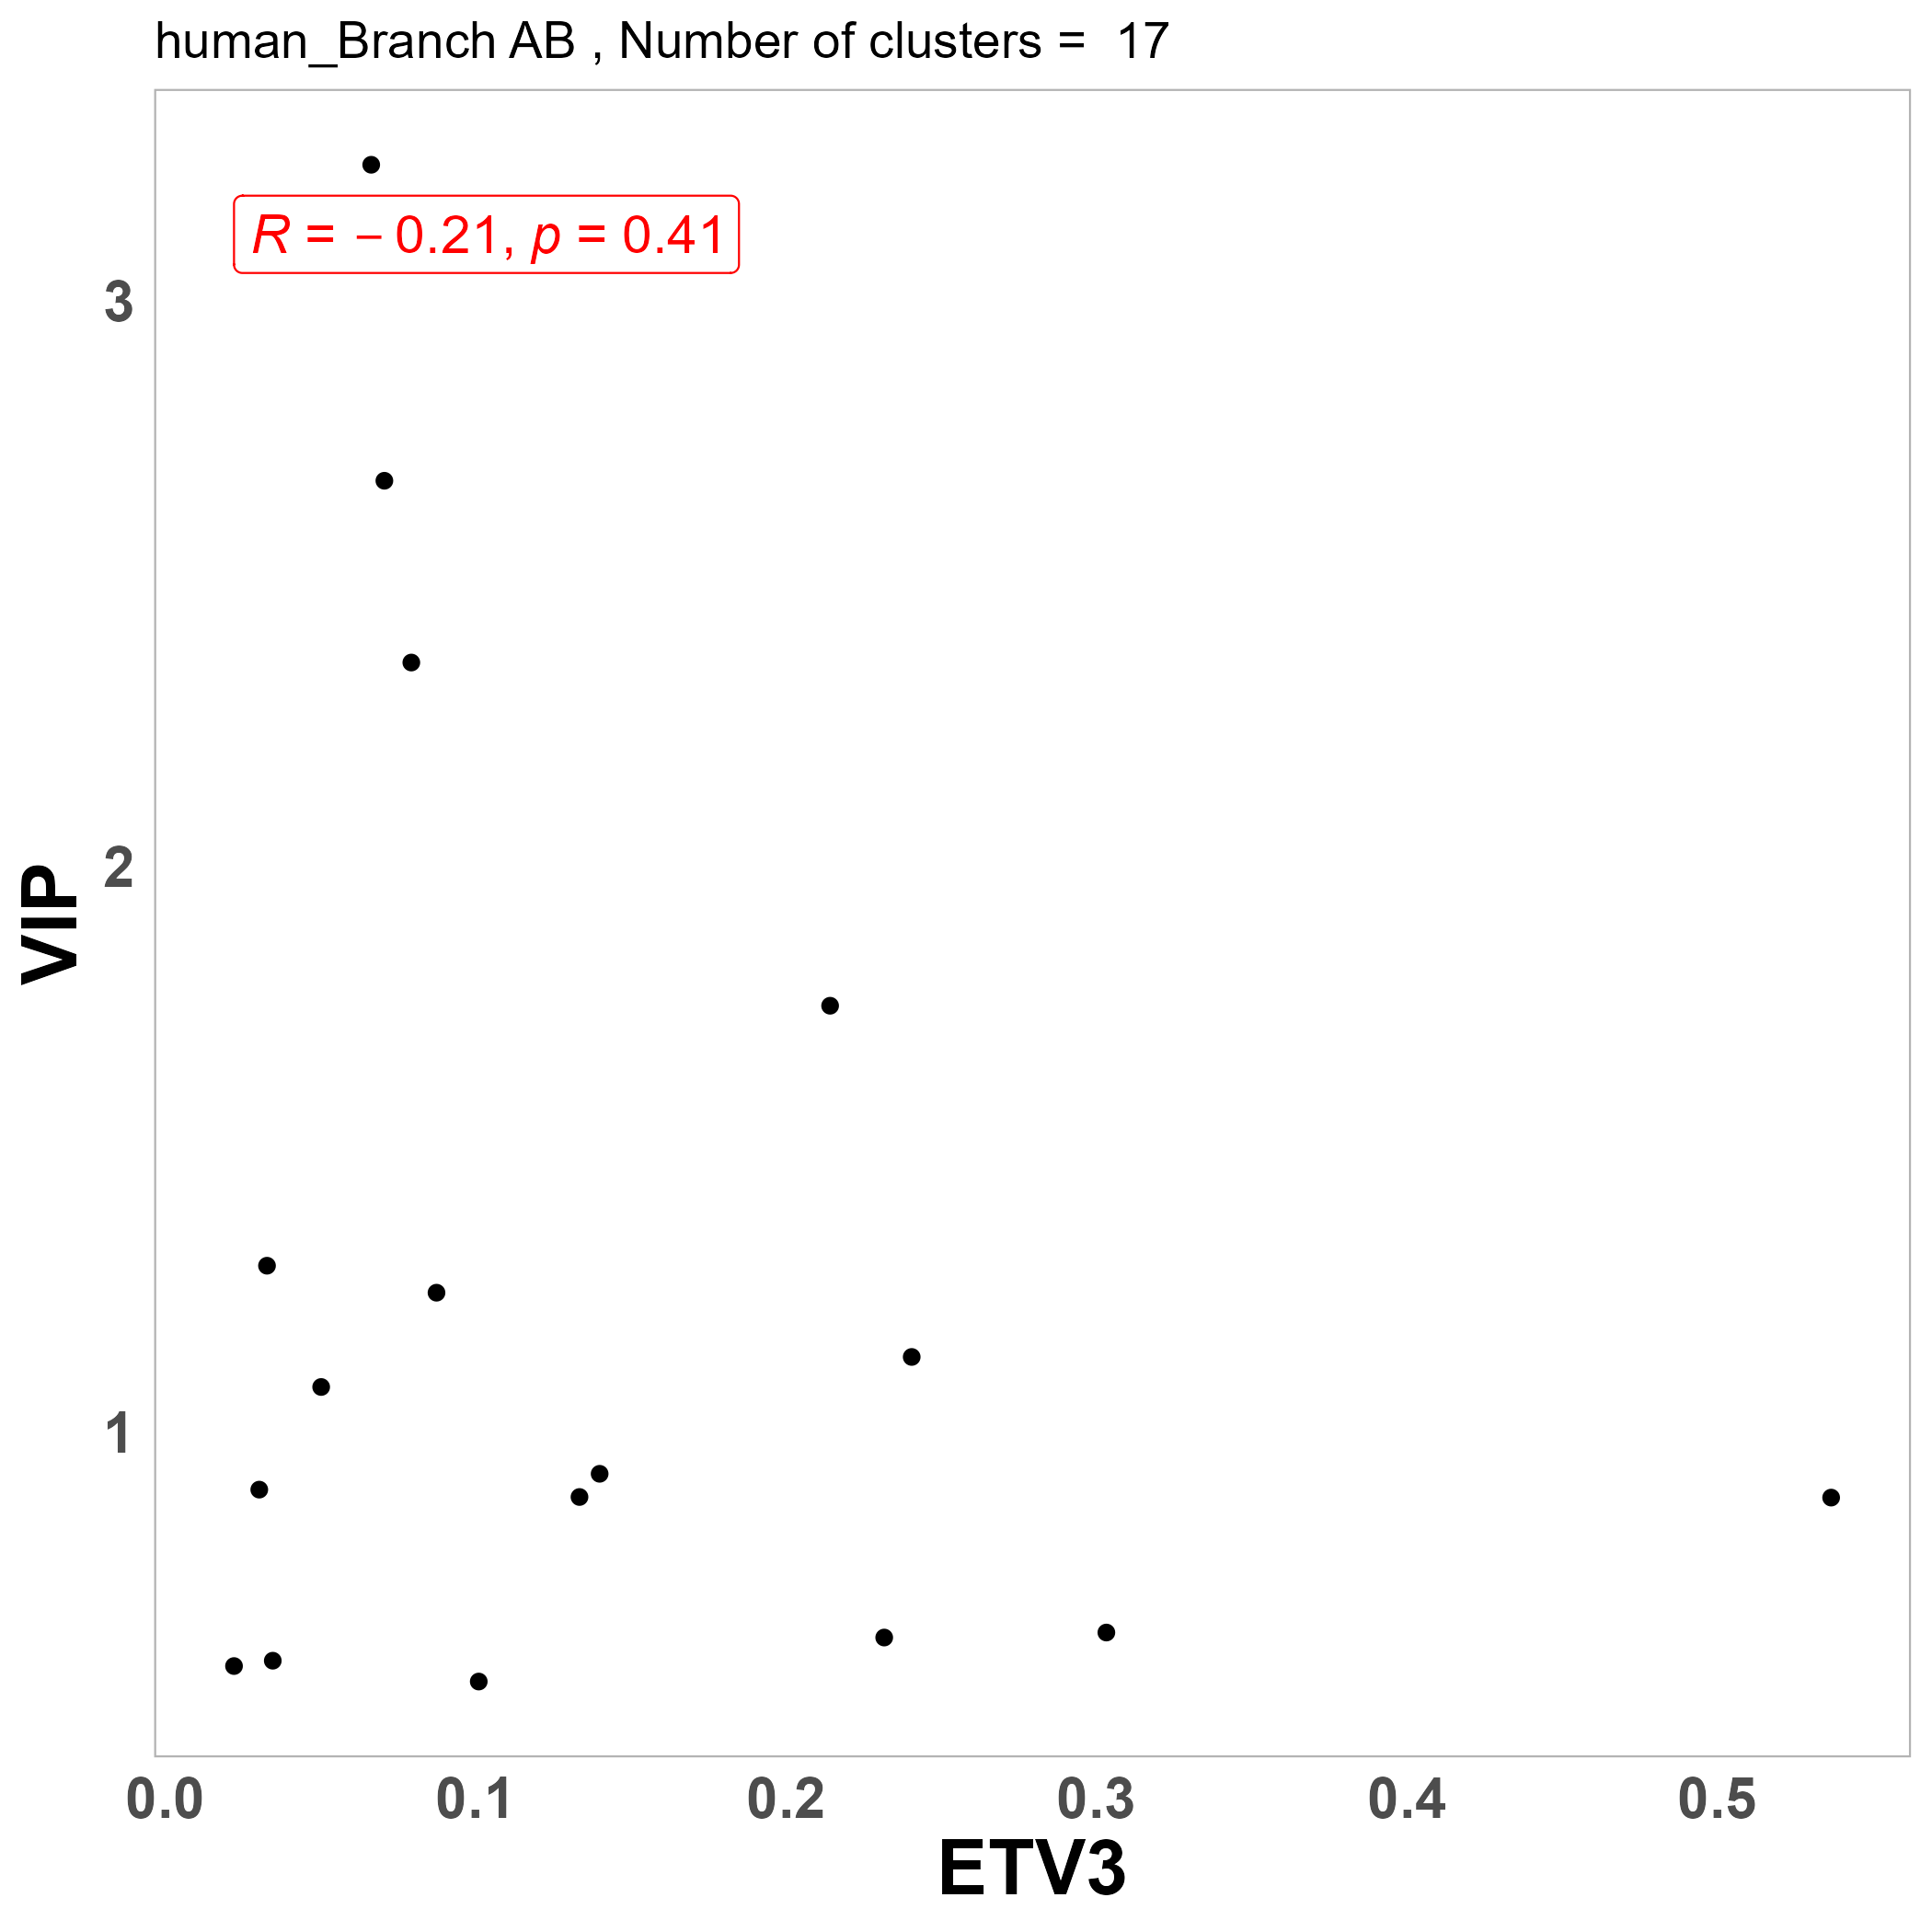 human_Branch AB , Number of clusters =  17
R = – 0.21, p = 0.41
3
2
1
VIP
0.0 0.1 0.2 0.3 0.4 0.5
ETV3